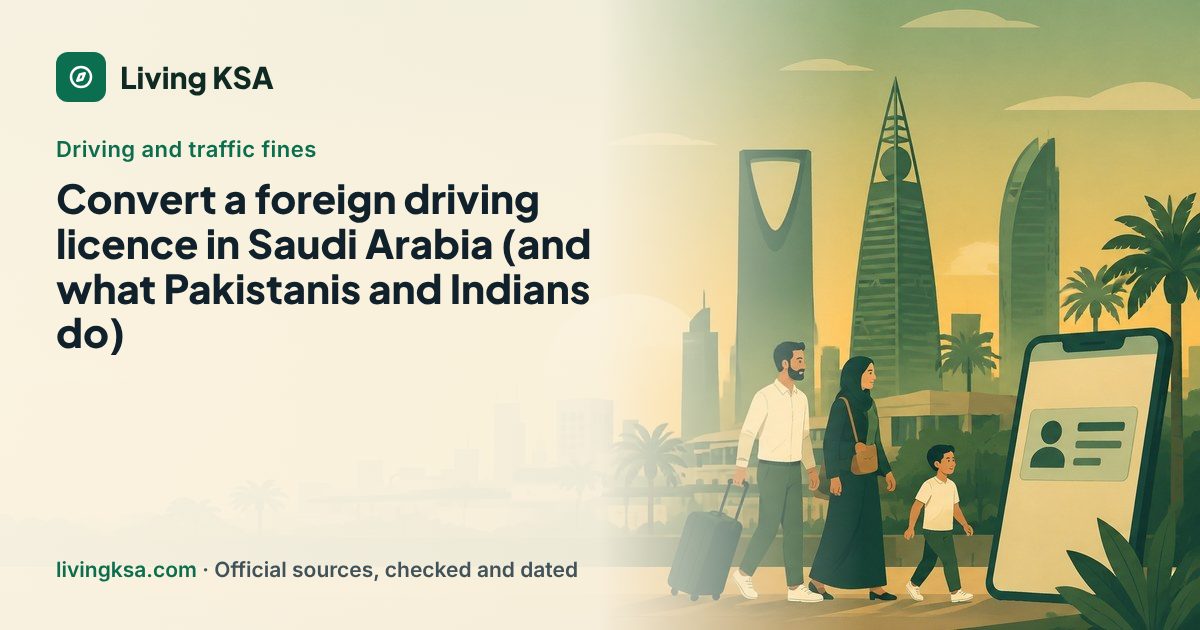 Living KSA
Driving and traffic fines
Convert a foreign driving
licence in Saudi Arabia (and
what Pakistanis and Indians
do)
livingksa.com · Official sources, checked and dated